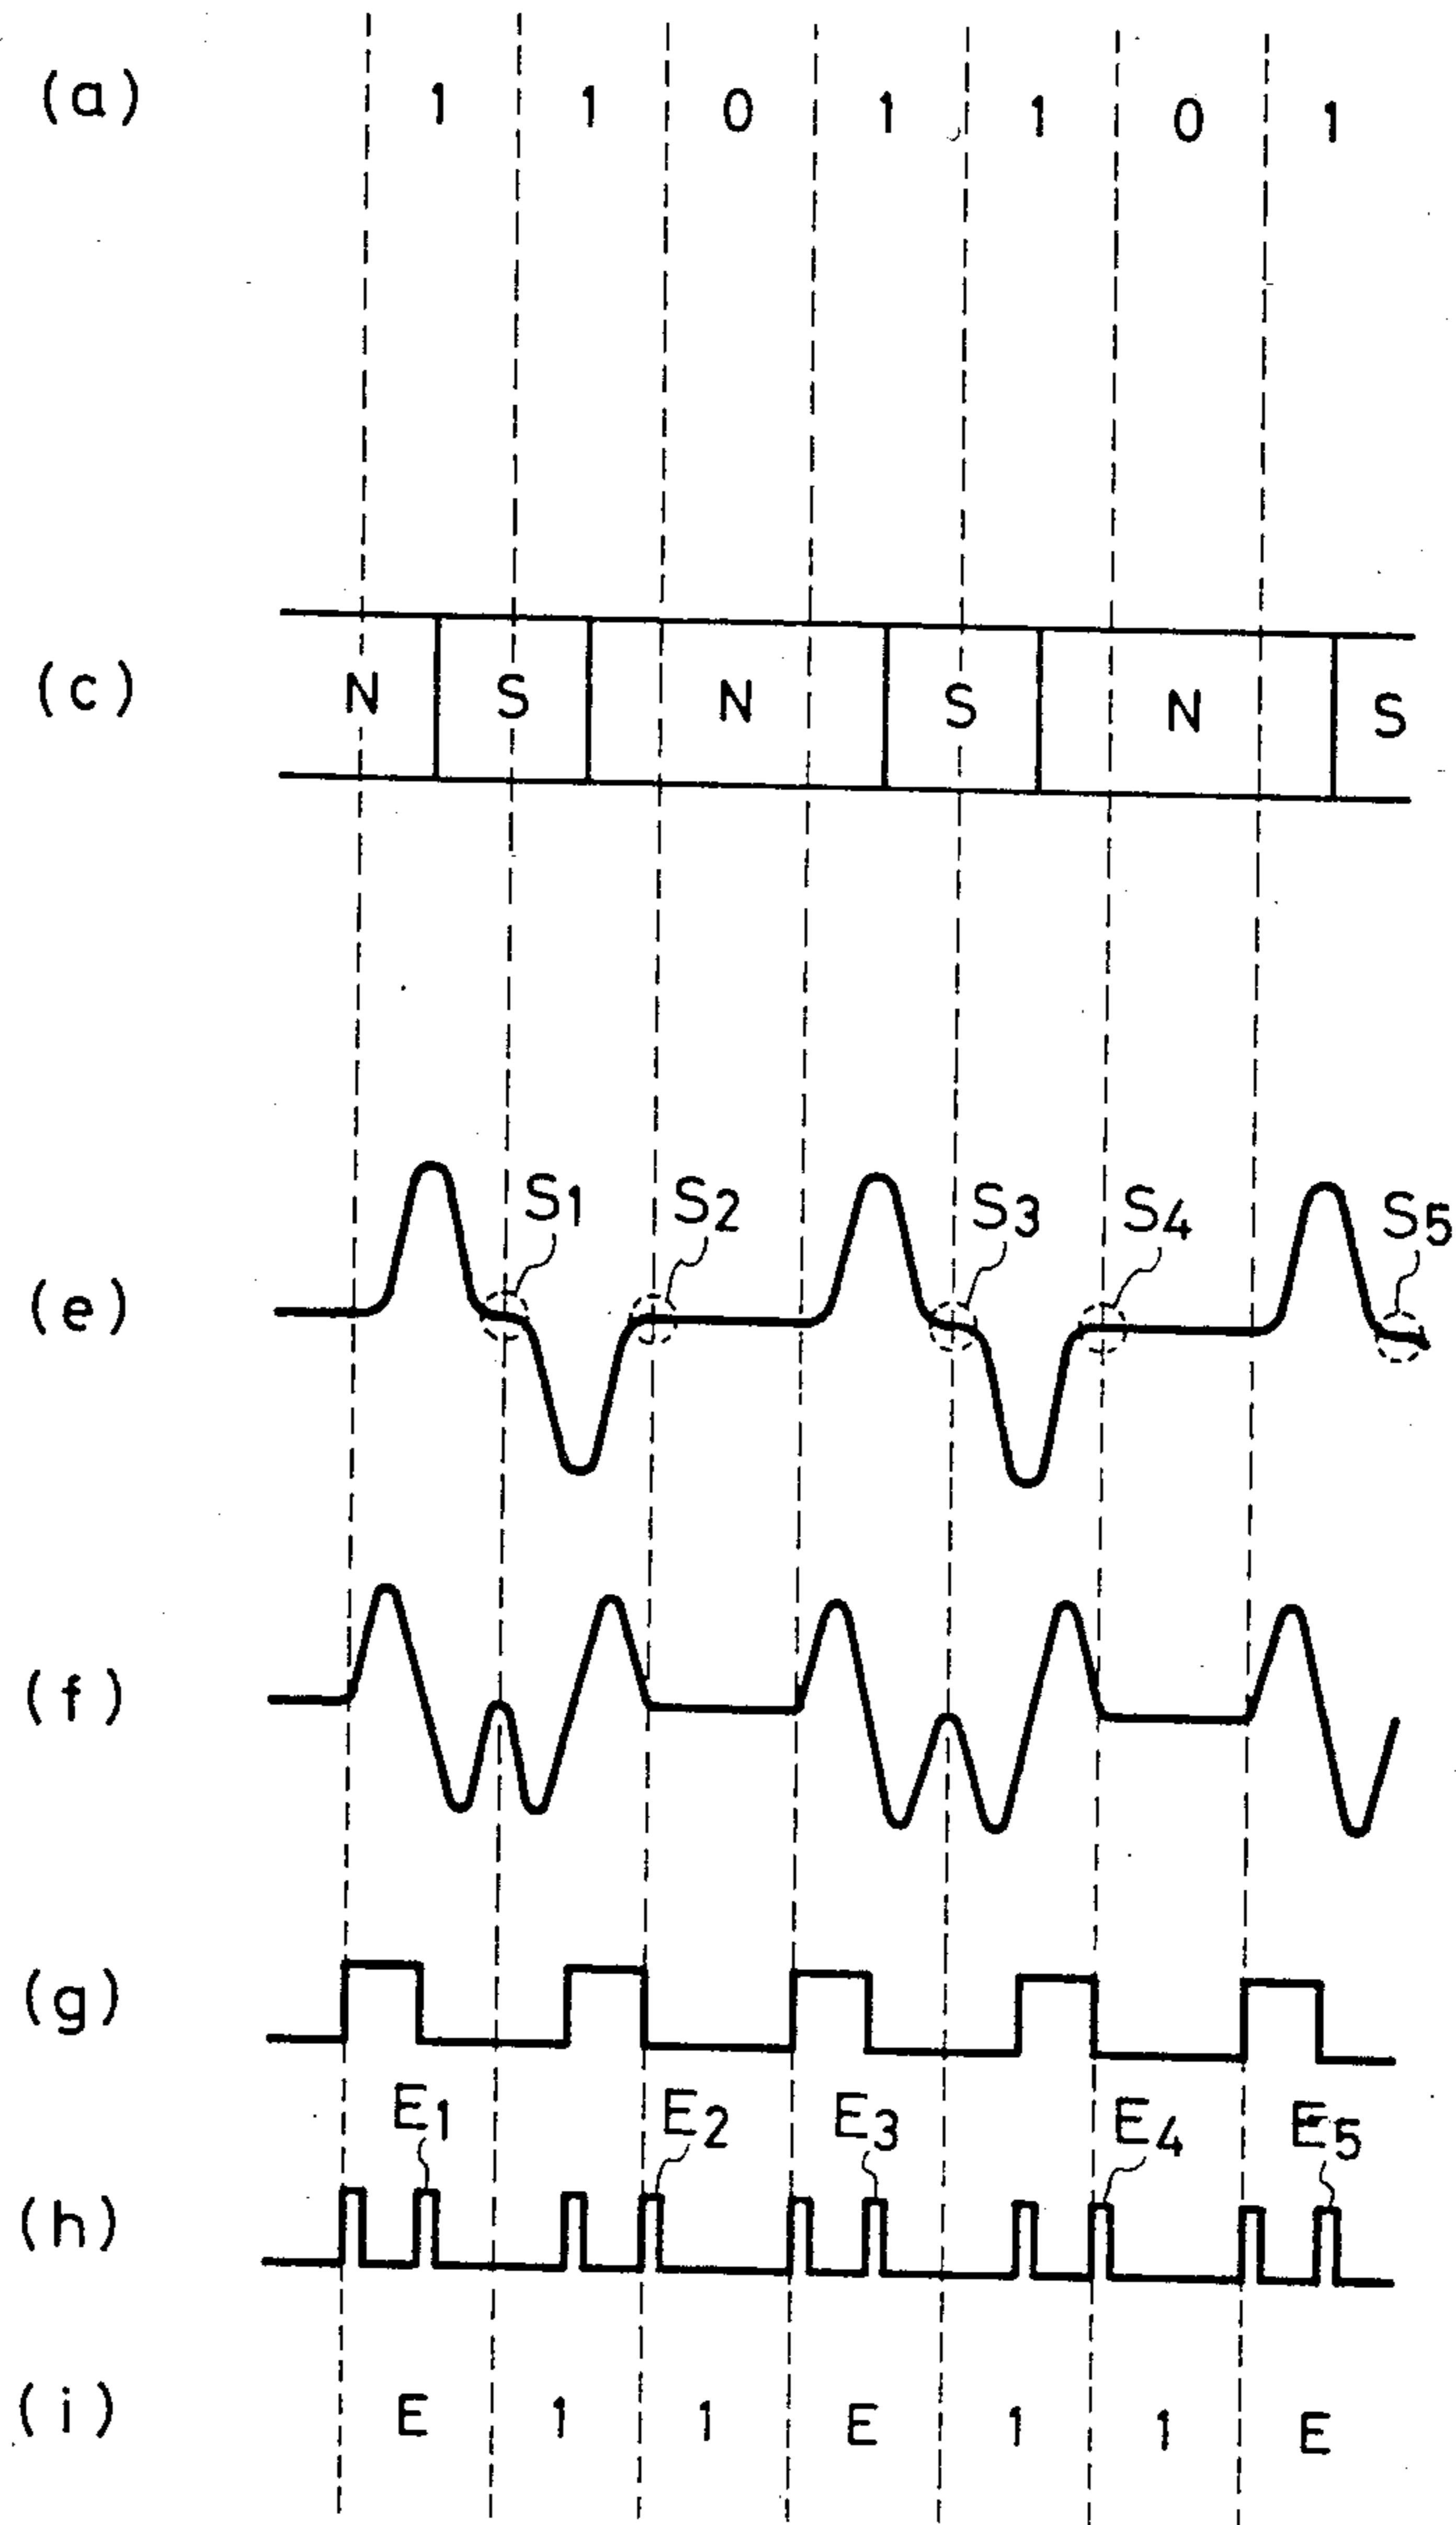 (a) 1 1 0 1 1 0 1
(c) N S N S N S
S1 S2 S3 S4 S5
(e)
(f)
(g)
E1 E2 E3 E4 E5
(h)
(i) E 1 1 E 1 1 E